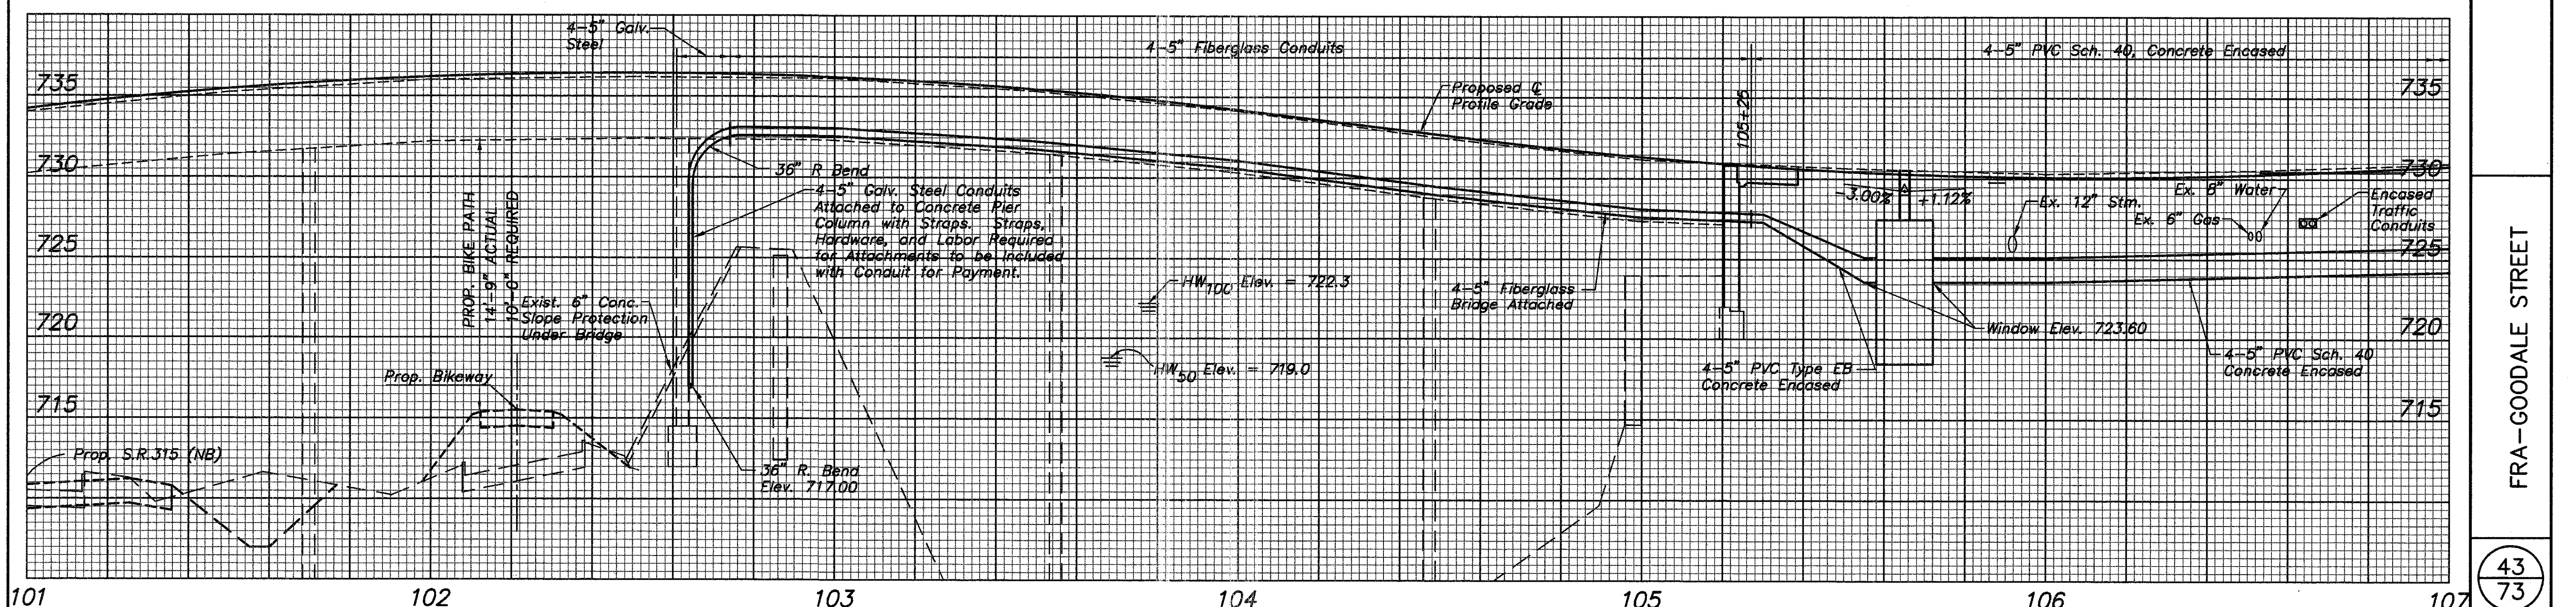 4-5" Galv.
Steel
4-5" Fiberglass Conduits
4-5" PVC Sch. 40, Concrete Encased
735
Proposed ℄
Profile Grade
105+25
735
730
36" R Bend
730
4-5" Galv. Steel Conduits
Attached to Concrete Pier
Column with Straps. Straps,
Hardware, and Labor Required
for Attachments to be Included
with Conduit for Payment.
PROP. BIKE PATH
14'-9" ACTUAL
10'-0" REQUIRED
-3.00%
+1.12%
Ex. 12" Stm.
Ex. 8" Water
Ex. 6" Gas
Encased
Traffic
Conduits
725
725
HW100 Elev. = 722.3
4-5" Fiberglass
Bridge Attached
Exist. 6" Conc.
Slope Protection
Under Bridge
720
720
Window Elev. 723.60
HW50 Elev. = 719.0
4-5" PVC Type EB
Concrete Encased
4-5" PVC Sch. 40
Concrete Encased
Prop. Bikeway
715
715
Prop. S.R.315 (NB)
36" R. Bend
Elev. 717.00
101
102
103
104
105
106
107
FRA-GOODALE STREET
43
73